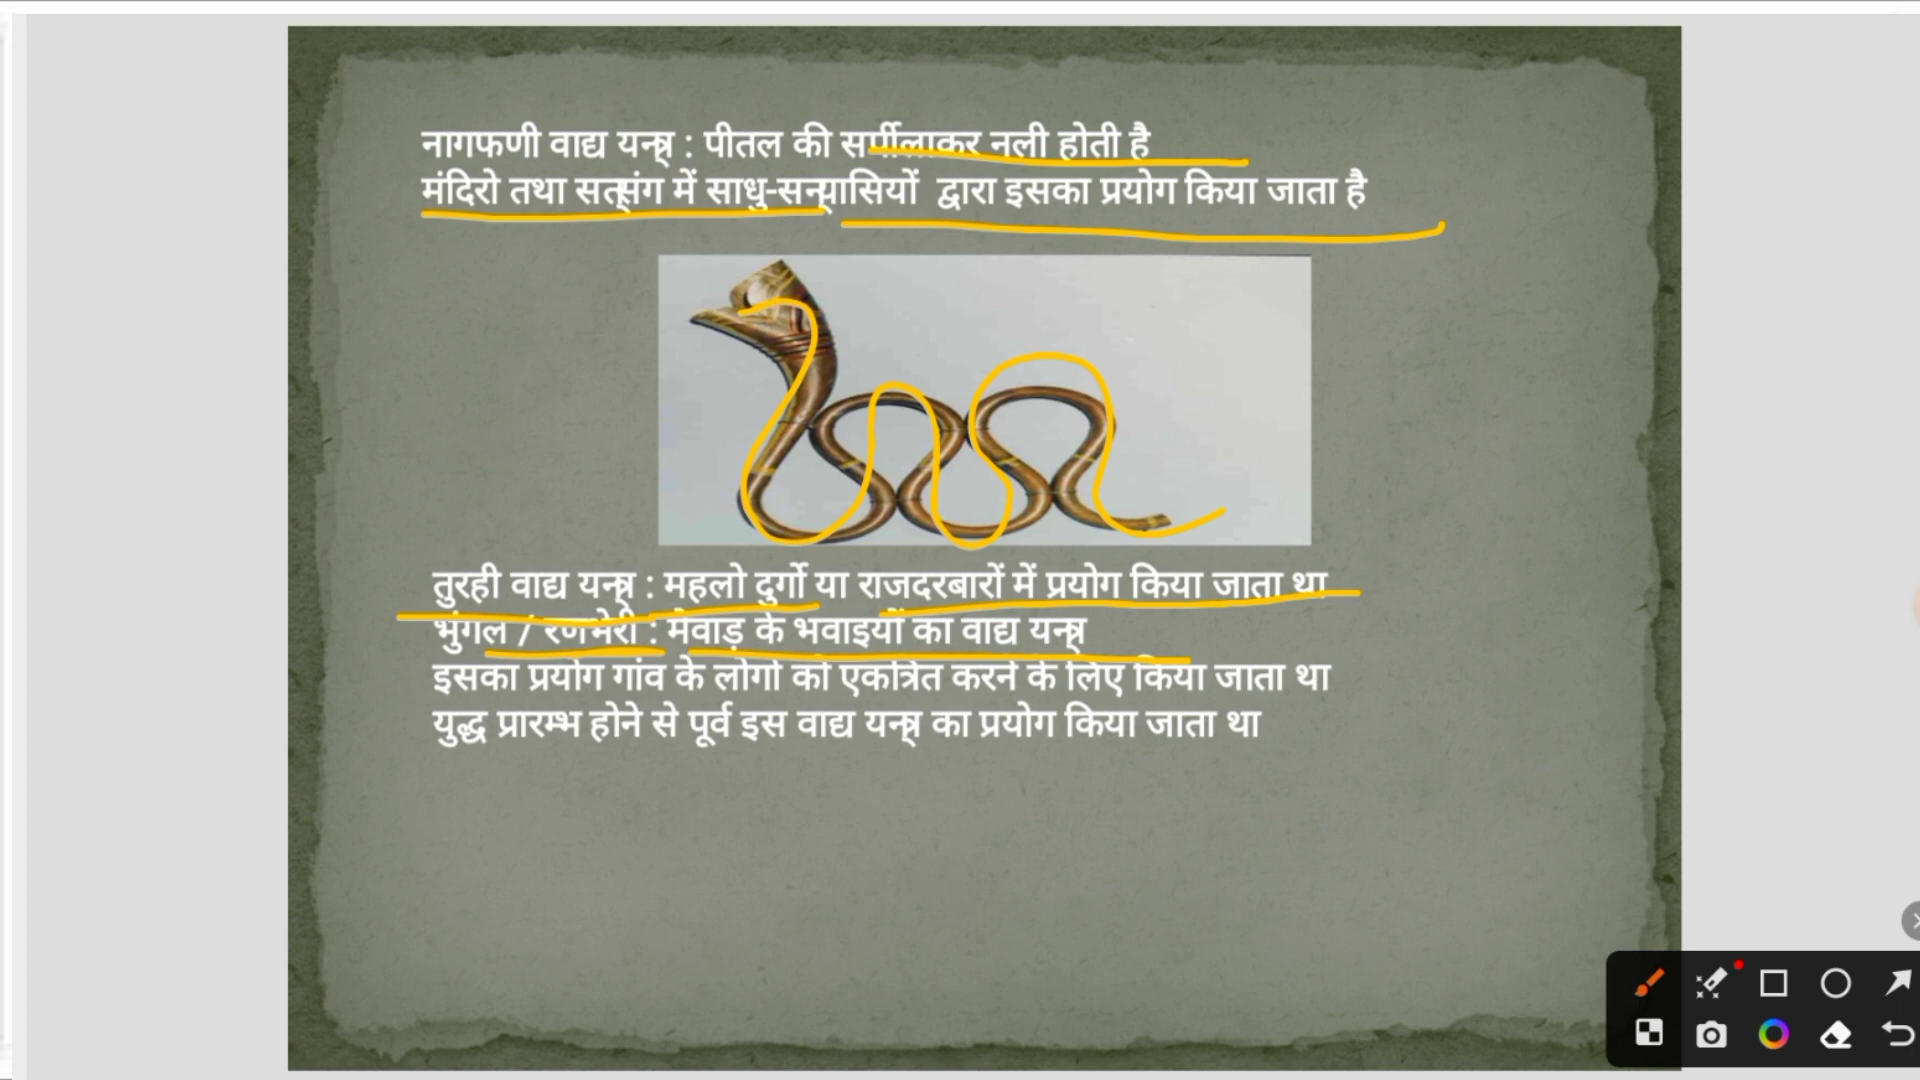 नागफणी वाद्य यन्त्र : पीतल की सर्पीलाकर नली होती है
मंदिरो तथा सत्संग में साधु-सन्यासियों द्वारा इसका प्रयोग किया जाता है
तुरही वाद्य यन्त्र : महलो दुर्गो या राजदरबारों में प्रयोग किया जाता था
भुंगल / रणभेरी : मेवाड़ के भवाइयों का वाद्य यन्त्र
इसका प्रयोग गांव के लोगो को एकत्रित करने के लिए किया जाता था
युद्ध प्रारम्भ होने से पूर्व इस वाद्य यन्त्र का प्रयोग किया जाता था